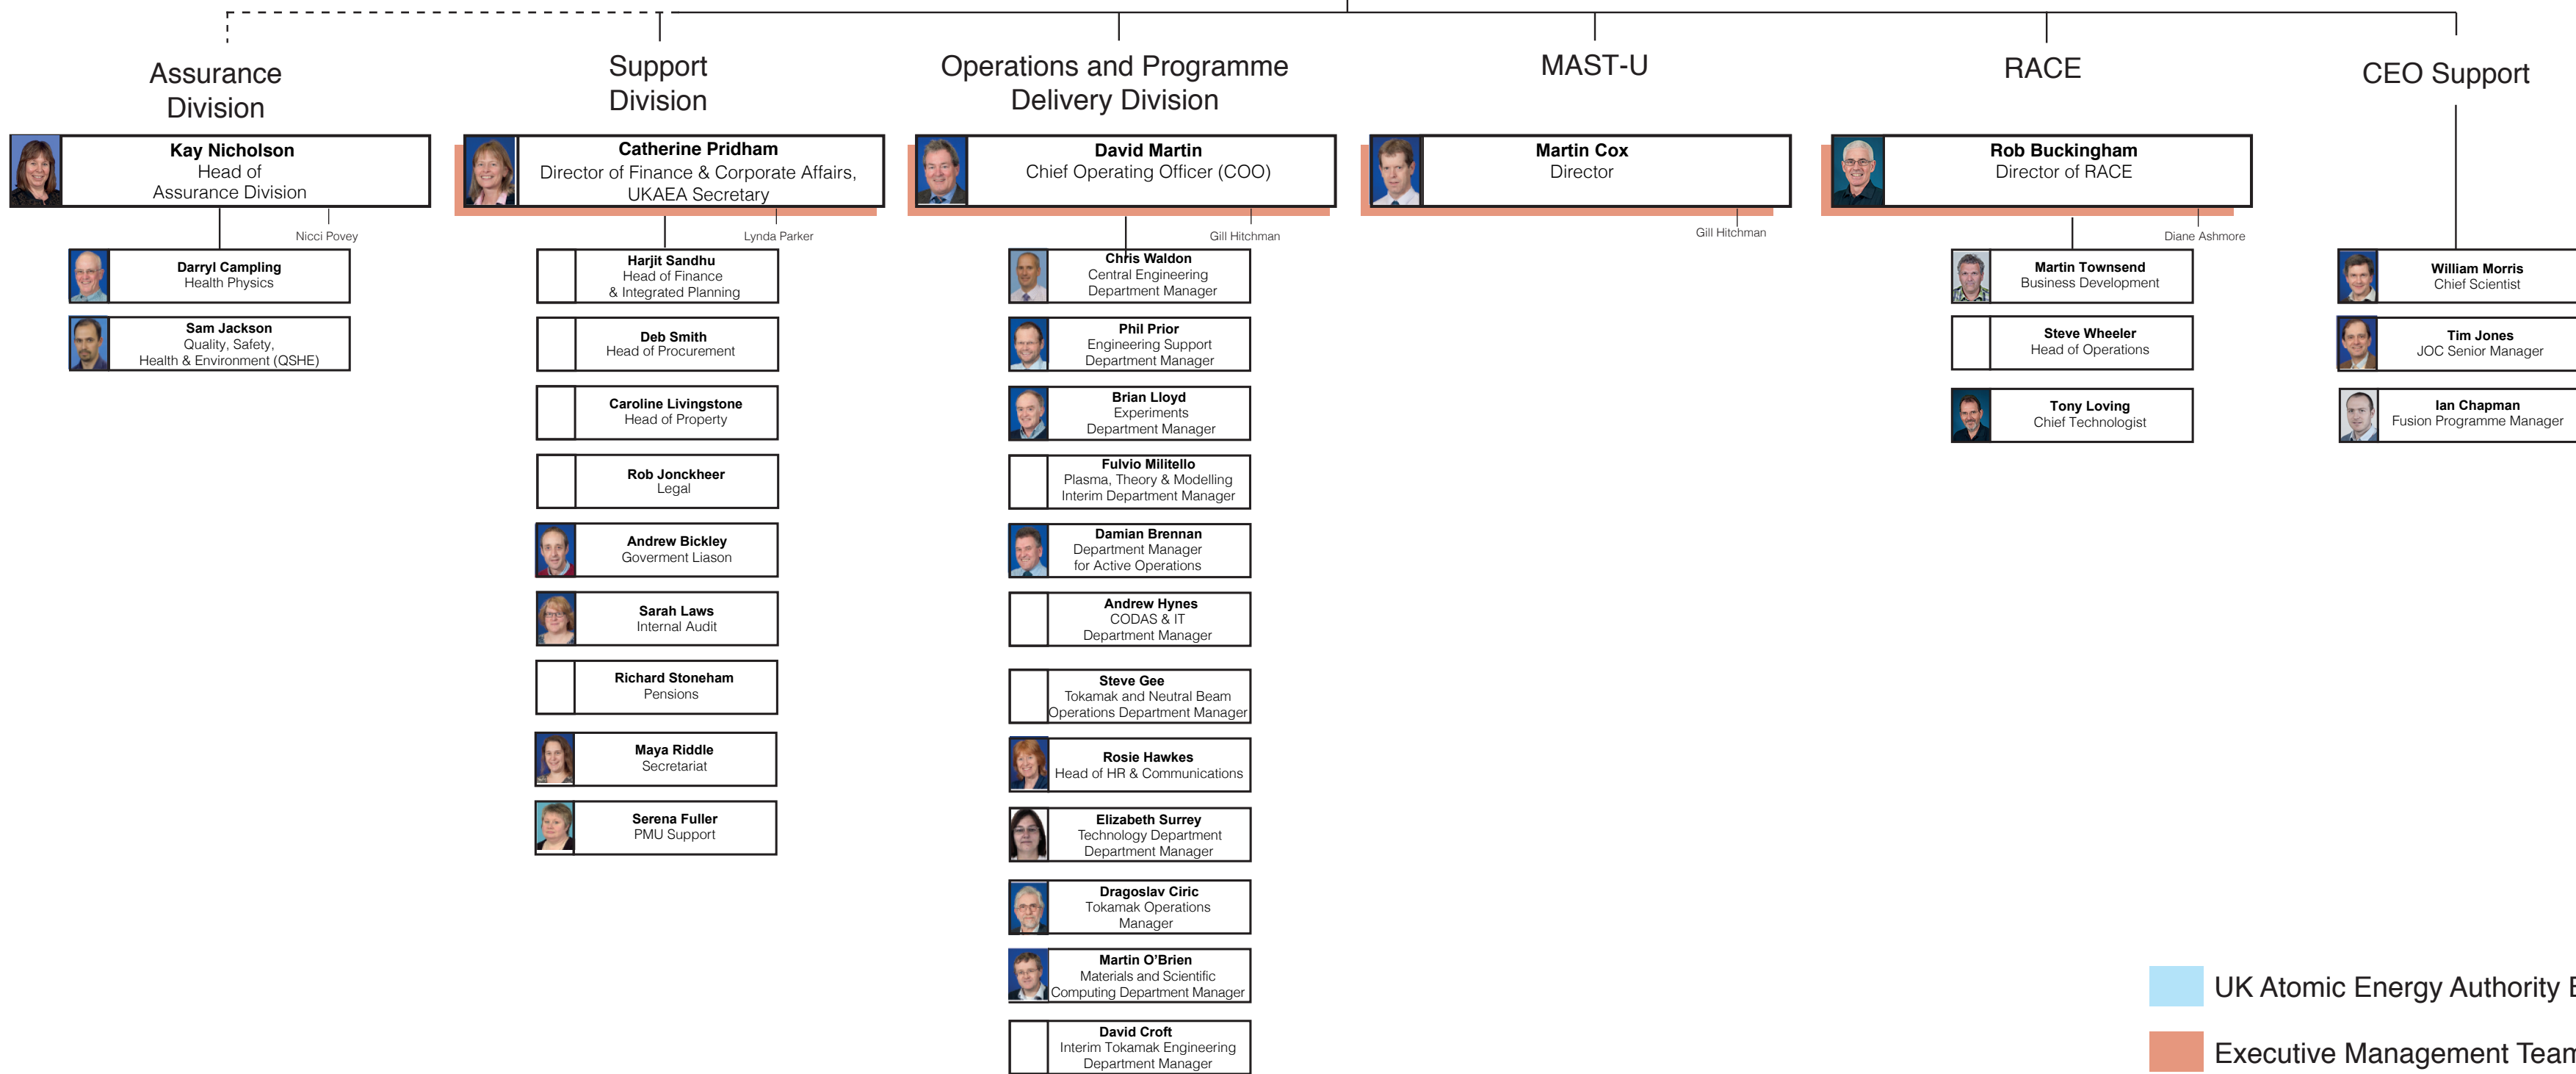 Assurance
Division
Kay Nicholson
Head of
Assurance Division
Nicci Povey
Darryl Campling
Health Physics
Sam Jackson
Quality, Safety,
Health & Environment (QSHE)
Support
Division
Catherine Pridham
Director of Finance & Corporate Affairs,
UKAEA Secretary
Lynda Parker
Harjit Sandhu
Head of Finance
& Integrated Planning
Deb Smith
Head of Procurement
Caroline Livingstone
Head of Property
Rob Jonckheer
Legal
Andrew Bickley
Goverment Liason
Sarah Laws
Internal Audit
Richard Stoneham
Pensions
Maya Riddle
Secretariat
Serena Fuller
PMU Support
Operations and Programme
Delivery Division
David Martin
Chief Operating Officer (COO)
Gill Hitchman
Chris Waldon
Central Engineering
Department Manager
Phil Prior
Engineering Support
Department Manager
Brian Lloyd
Experiments
Department Manager
Fulvio Militello
Plasma, Theory & Modelling
Interim Department Manager
Damian Brennan
Department Manager
for Active Operations
Andrew Hynes
CODAS & IT
Department Manager
Steve Gee
Tokamak and Neutral Beam
Operations Department Manager
Rosie Hawkes
Head of HR & Communications
Elizabeth Surrey
Technology Department
Department Manager
Dragoslav Ciric
Tokamak Operations
Manager
Martin O’Brien
Materials and Scientific
Computing Department Manager
David Croft
Interim Tokamak Engineering
Department Manager
MAST-U
Martin Cox
Director
Gill Hitchman
RACE
Rob Buckingham
Director of RACE
Diane Ashmore
Martin Townsend
Business Development
Steve Wheeler
Head of Operations
Tony Loving
Chief Technologist
CEO Support
William Morris
Chief Scientist
Tim Jones
JOC Senior Manager
Ian Chapman
Fusion Programme Manager
UK Atomic Energy Authority
Executive Management Team